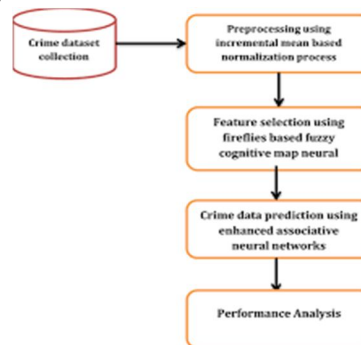 Crime dataset
collection
Preprocessing using
incremental mean based
normalization process
Feature selection using
fireflies based fuzzy
cognitive map neural
Crime data prediction using
enhanced associative
neural networks
Performance Analysis